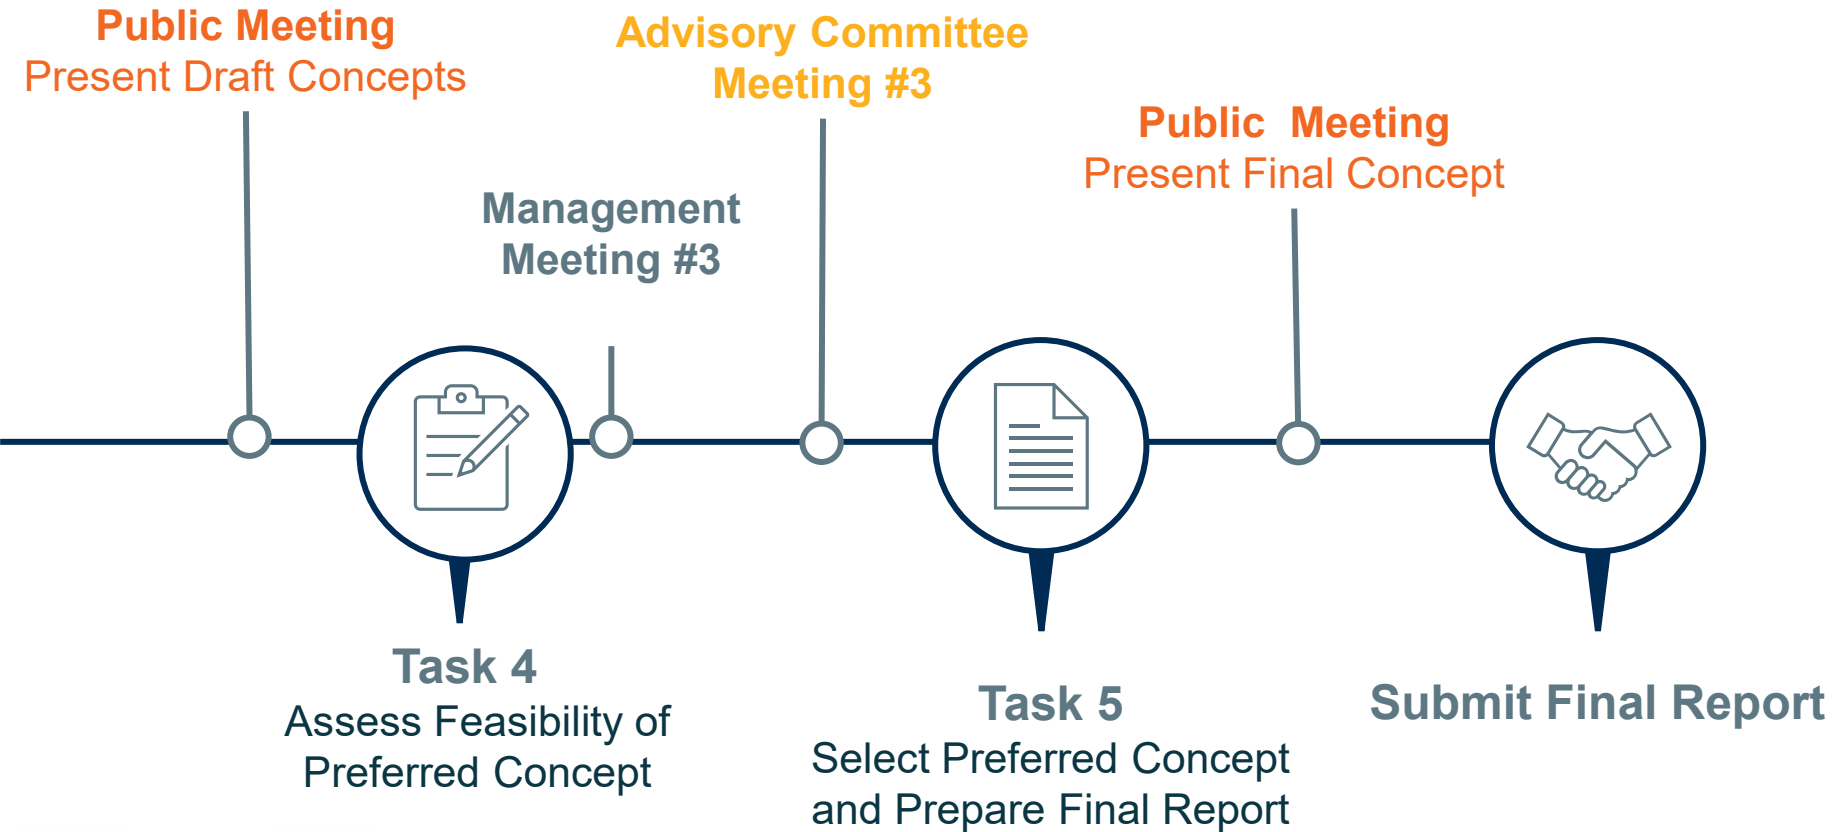 Public Meeting
Present Draft Concepts
Advisory Committee
Meeting #3
Management
Meeting #3
Public Meeting
Present Final Concept
Task 4
Assess Feasibility of
Preferred Concept
Task 5
Select Preferred Concept
and Prepare Final Report
Submit Final Report